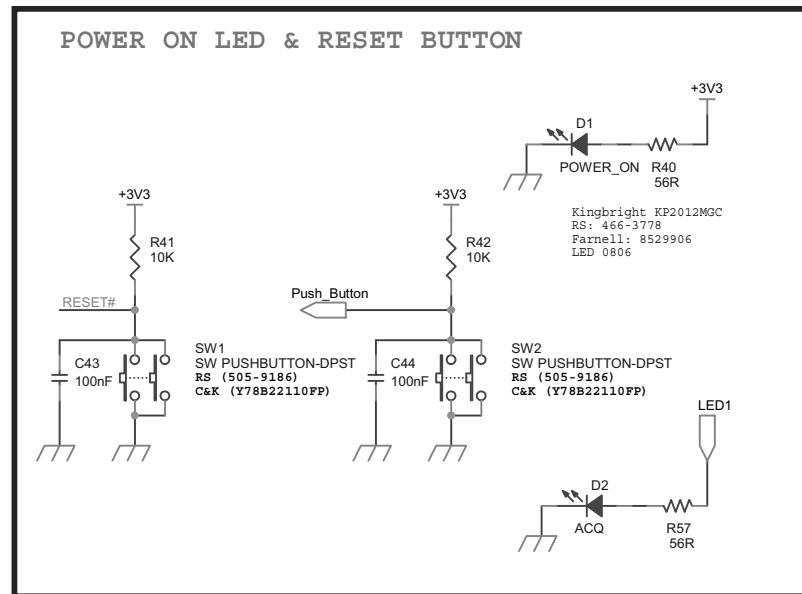 POWER ON LED & RESET BUTTON
+3V3
D1
POWER_ON
R40
56R
Kingbright KP2012MGC
RS: 466-3778
Farnell: 8529906
LED 0806
+3V3
R41
10K
RESET#
C43
100nF
SW1
SW PUSHBUTTON-DPST
RS (505-9186)
C&K (Y78B22110FP)
+3V3
R42
10K
Push_Button
C44
100nF
SW2
SW PUSHBUTTON-DPST
RS (505-9186)
C&K (Y78B22110FP)
LED1
D2
ACQ
R57
56R